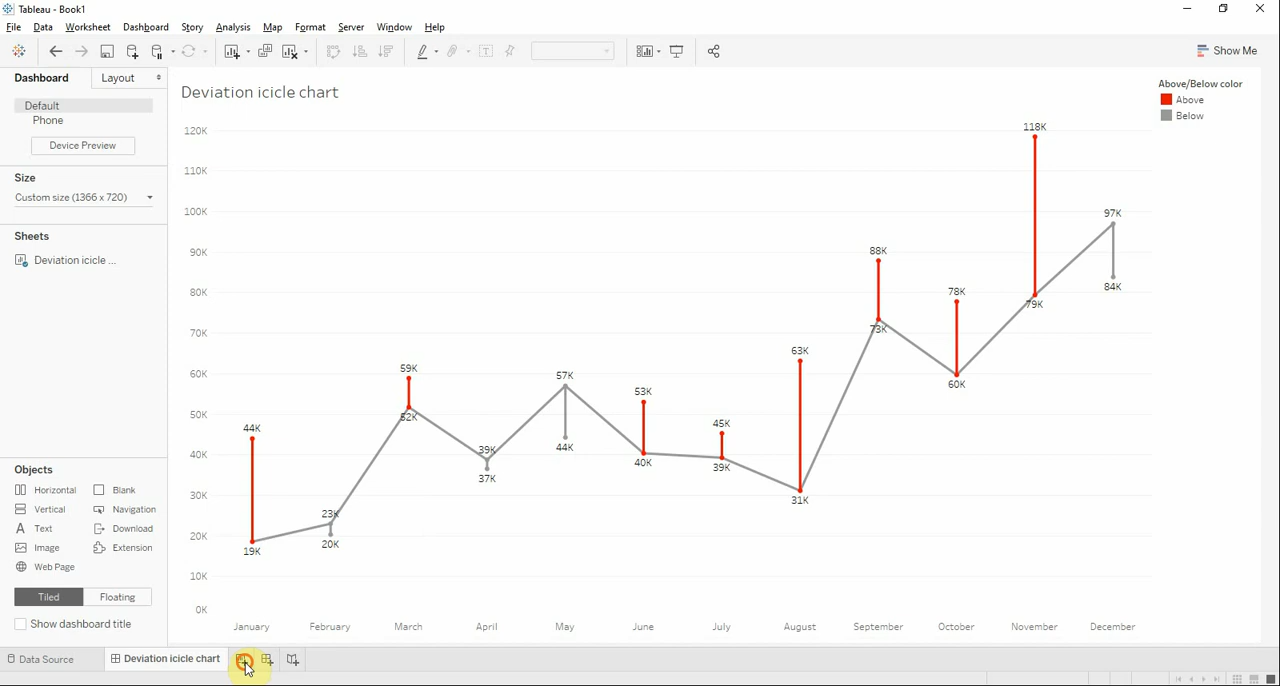 Tableau - Book1
File Data Worksheet Dashboard Story Analysis Map Format Server Window Help
Show Me
Dashboard Layout
Default
Phone
Device Preview
Size
Custom size (1366 x 720)
Sheets
Deviation icicle ...
Objects
Horizontal Blank
Vertical Navigation
Text Download
Image Extension
Web Page
Tiled Floating
Show dashboard title
Deviation icicle chart
Above/Below color
Above
Below
120K
110K
100K
90K
80K
70K
60K
50K
40K
30K
20K
10K
0K
44K
19K
23K
20K
59K
52K
39K
37K
57K
44K
53K
40K
45K
39K
63K
31K
88K
73K
78K
60K
118K
79K
97K
84K
January February March April May June July August September October November December
Data Source Deviation icicle chart